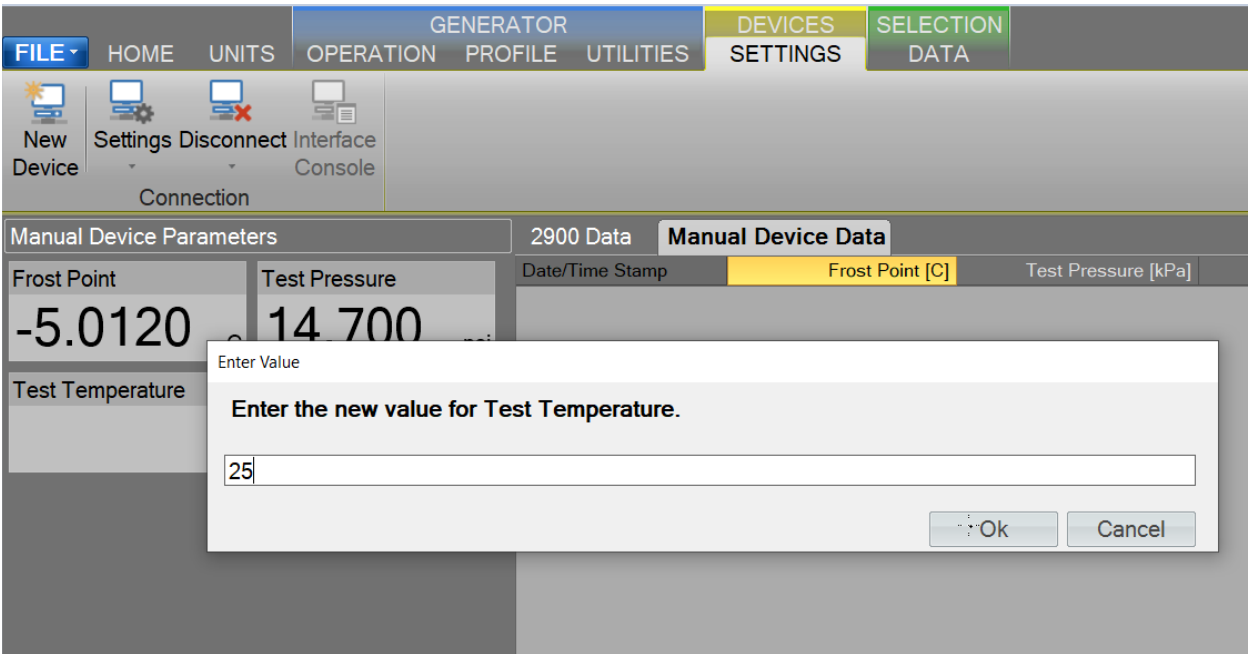 GENERATOR DEVICES SELECTION
FILE HOME UNITS OPERATION PROFILE UTILITIES SETTINGS DATA
New Device Settings Disconnect Interface Console
Connection
Manual Device Parameters
2900 Data Manual Device Data
Frost Point Test Pressure
Date/Time Stamp Frost Point [C] Test Pressure [kPa]
-5.0120 14.700
Test Temperature
Enter Value
Enter the new value for Test Temperature.
25
Ok Cancel